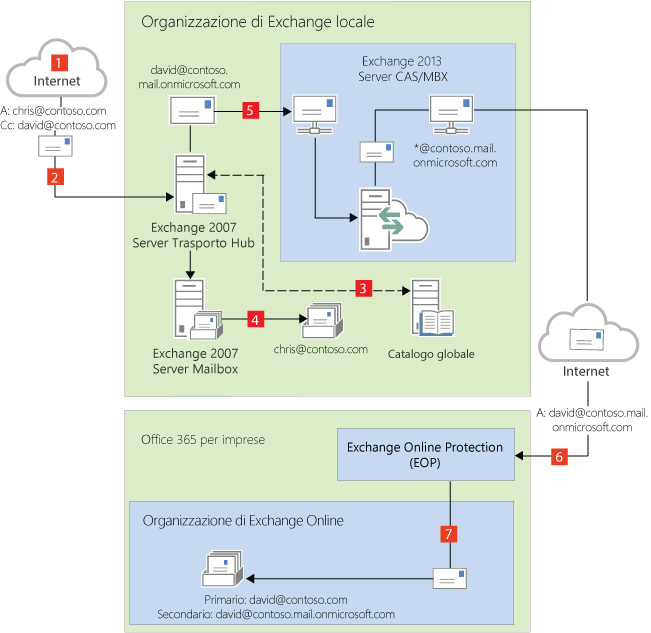 Organizzazione di Exchange locale
1
Internet
A: chris@contoso.com
Cc: david@contoso.com
2
david@contoso.
mail.onmicrosoft.com
5
Exchange 2013
Server CAS/MBX
*@contoso.mail.
onmicrosoft.com
Exchange 2007
Server Trasporto Hub
3
4
Exchange 2007
Server Mailbox
chris@contoso.com
Catalogo globale
Internet
A: david@contoso.mail.
onmicrosoft.com
6
Office 365 per imprese
Exchange Online Protection
(EOP)
7
Organizzazione di Exchange Online
Primario: david@contoso.com
Secondario: david@contoso.mail.onmicrosoft.com